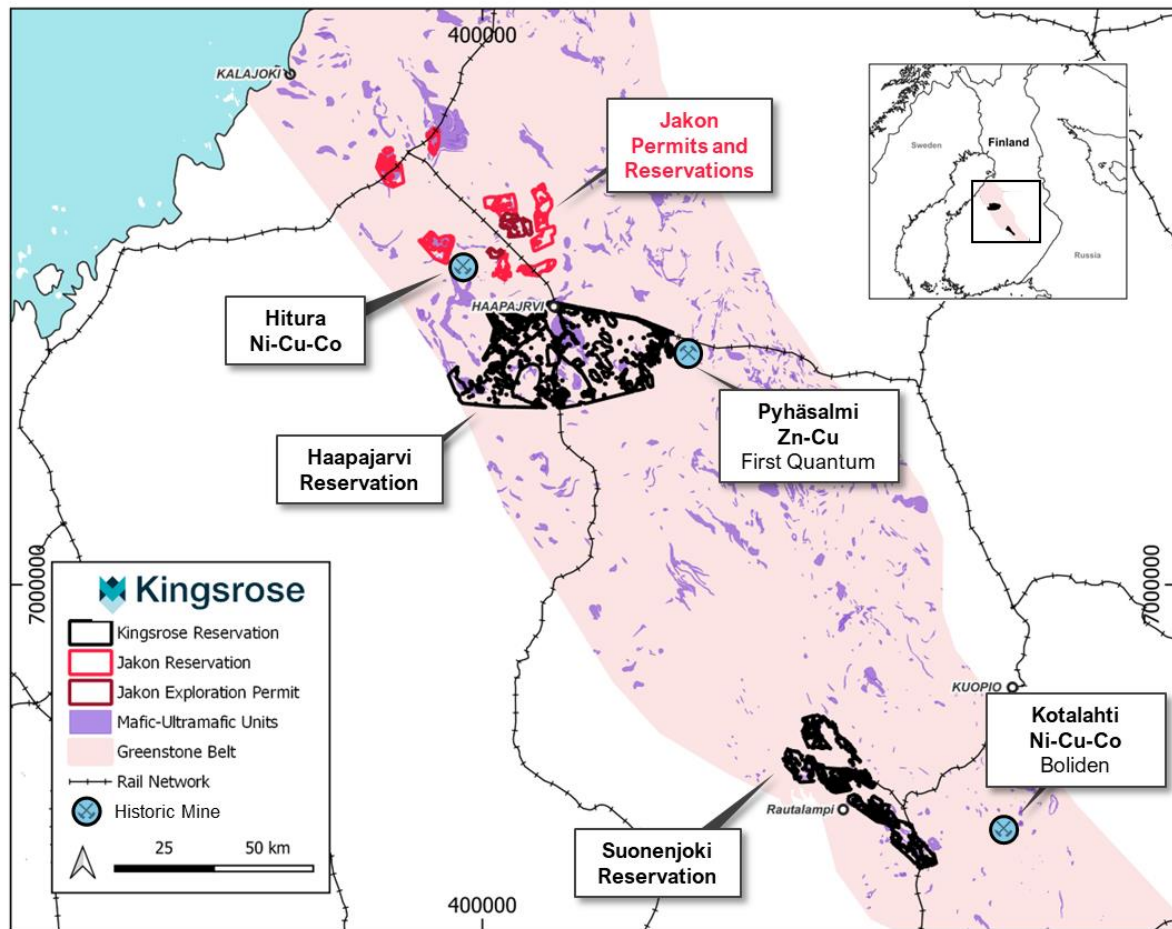 400000
KALAJOKI
Jakon
Permits and
Reservations
Sweden
Finland
Russia
Hitura
Ni-Cu-Co
HAAPAJRVI
Haapajarvi
Reservation
Pyhäsalmi
Zn-Cu
First Quantum
7000000
7000000
Kingsrose
Kingsrose Reservation
Jakon Reservation
Jakon Exploration Permit
Mafic-Ultramafic Units
Greenstone Belt
Rail Network
Historic Mine
25
50 km
KUOPIO
Kotalahti
Ni-Cu-Co
Boliden
Rautalampi
Suonenjoki
Reservation
400000